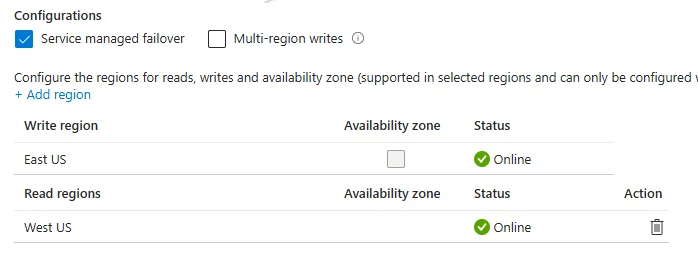 Configurations
Service managed failover Multi-region writes
Configure the regions for reads, writes and availability zone (supported in selected regions and can only be configured
+ Add region
Write region Availability zone Status
East US Online
Read regions Availability zone Status Action
West US Online